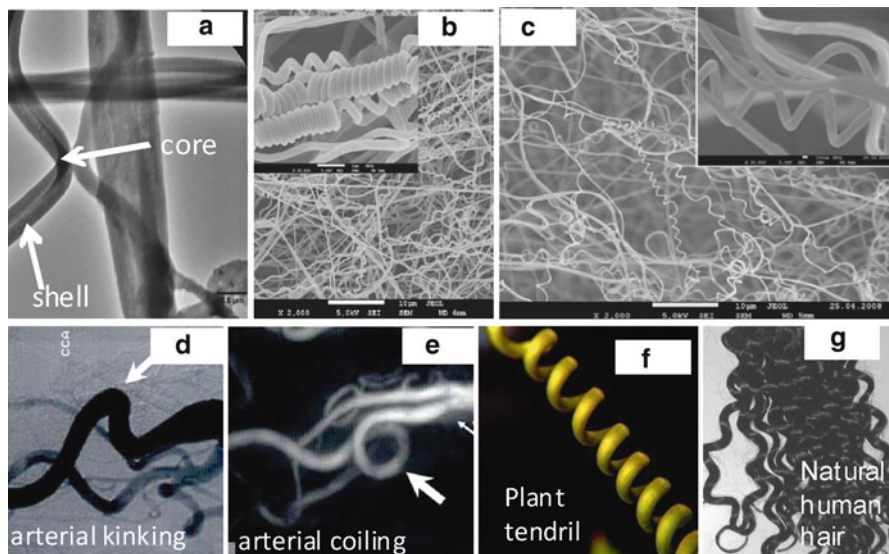 a
core
shell
b
X 2,000 5.0kV SEI SEM WD 6mm
10μm JEOL
c
X 2,000 5.0kV SEI SEM WD 5mm
10μm JEOL 25.04.2008
d
CCA
arterial kinking
e
arterial coiling
f
Plant
tendril
g
Natural
human
hair